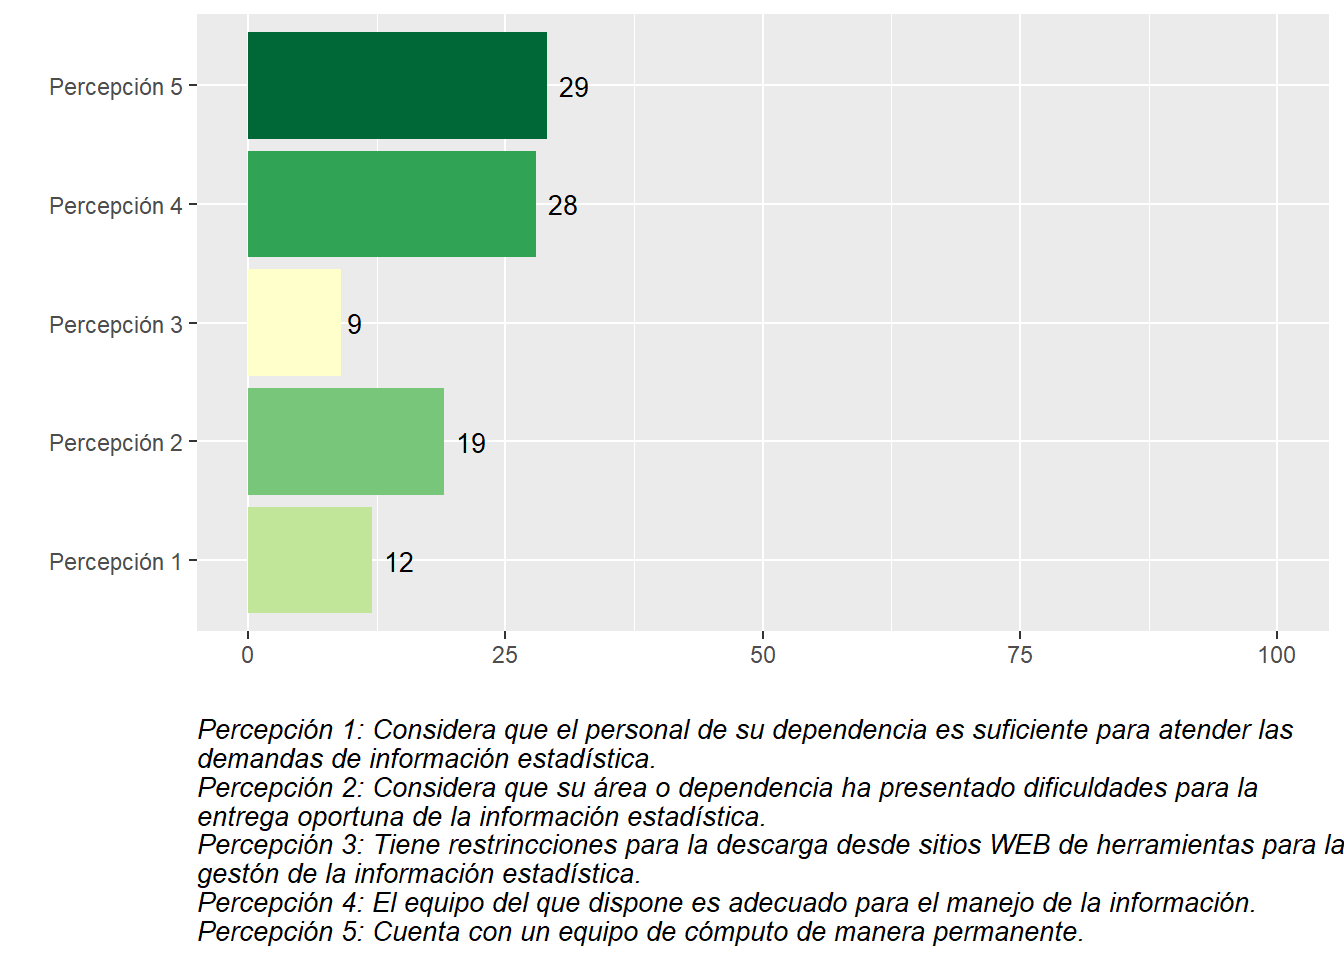 Percepción 5
29
Percepción 4
28
Percepción 3
9
Percepción 2
19
Percepción 1
12
0 25 50 75 100
Percepción 1: Considera que el personal de su dependencia es suficiente para atender las
demandas de información estadística.
Percepción 2: Considera que su área o dependencia ha presentado dificuldades para la
entrega oportuna de la información estadística.
Percepción 3: Tiene restrincciones para la descarga desde sitios WEB de herramientas para la
gestón de la información estadística.
Percepción 4: El equipo del que dispone es adecuado para el manejo de la información.
Percepción 5: Cuenta con un equipo de cómputo de manera permanente.